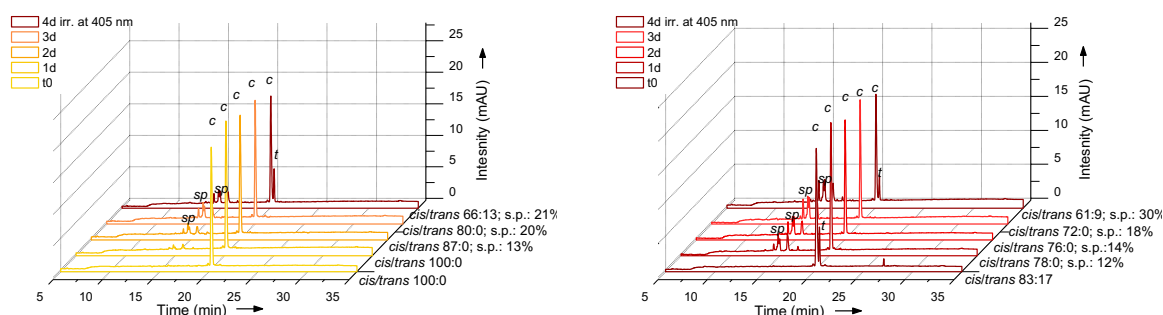 4d irr. at 405 nm
3d
2d
1d
t0
25
20
15
10
5
0
Intesnity (mAU)
c
c
c
c
c
t
sp
sp
sp
cis/trans 66:13; s.p.: 21%
cis/trans 80:0; s.p.: 20%
cis/trans 87:0; s.p.: 13%
cis/trans 100:0
cis/trans 100:0
5
10
15
20
25
30
35
Time (min)
4d irr. at 405 nm
3d
2d
1d
t0
25
20
15
10
5
0
Intesnity (mAU)
c
c
c
c
c
t
sp
sp
sp
sp
t
cis/trans 61:9; s.p.: 30%
cis/trans 72:0; s.p.: 18%
cis/trans 76:0; s.p.:14%
cis/trans 78:0; s.p.: 12%
cis/trans 83:17
5
10
15
20
25
30
35
Time (min)